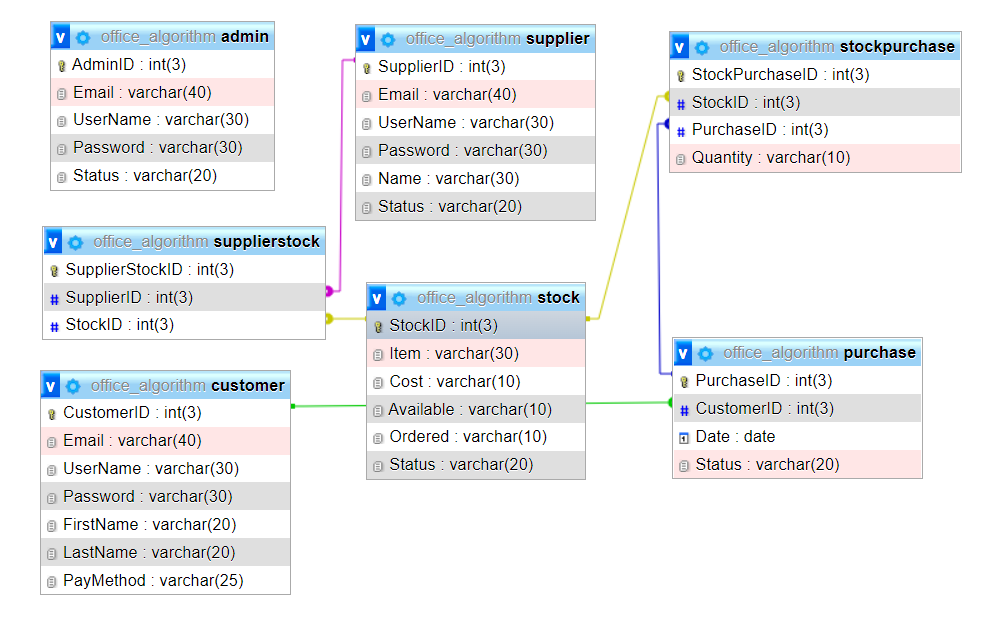 v office_algorithm admin
AdminID : int(3)
Email : varchar(40)
UserName : varchar(30)
Password : varchar(30)
Status : varchar(20)
v office_algorithm supplier
SupplierID : int(3)
Email : varchar(40)
UserName : varchar(30)
Password : varchar(30)
Name : varchar(30)
Status : varchar(20)
v office_algorithm stockpurchase
StockPurchaseID : int(3)
# StockID : int(3)
# PurchaseID : int(3)
Quantity : varchar(10)
v office_algorithm supplierstock
SupplierStockID : int(3)
# SupplierID : int(3)
# StockID : int(3)
v office_algorithm stock
StockID : int(3)
Item : varchar(30)
Cost : varchar(10)
Available : varchar(10)
Ordered : varchar(10)
Status : varchar(20)
v office_algorithm purchase
PurchaseID : int(3)
# CustomerID : int(3)
Date : date
Status : varchar(20)
v office_algorithm customer
CustomerID : int(3)
Email : varchar(40)
UserName : varchar(30)
Password : varchar(30)
FirstName : varchar(20)
LastName : varchar(20)
PayMethod : varchar(25)